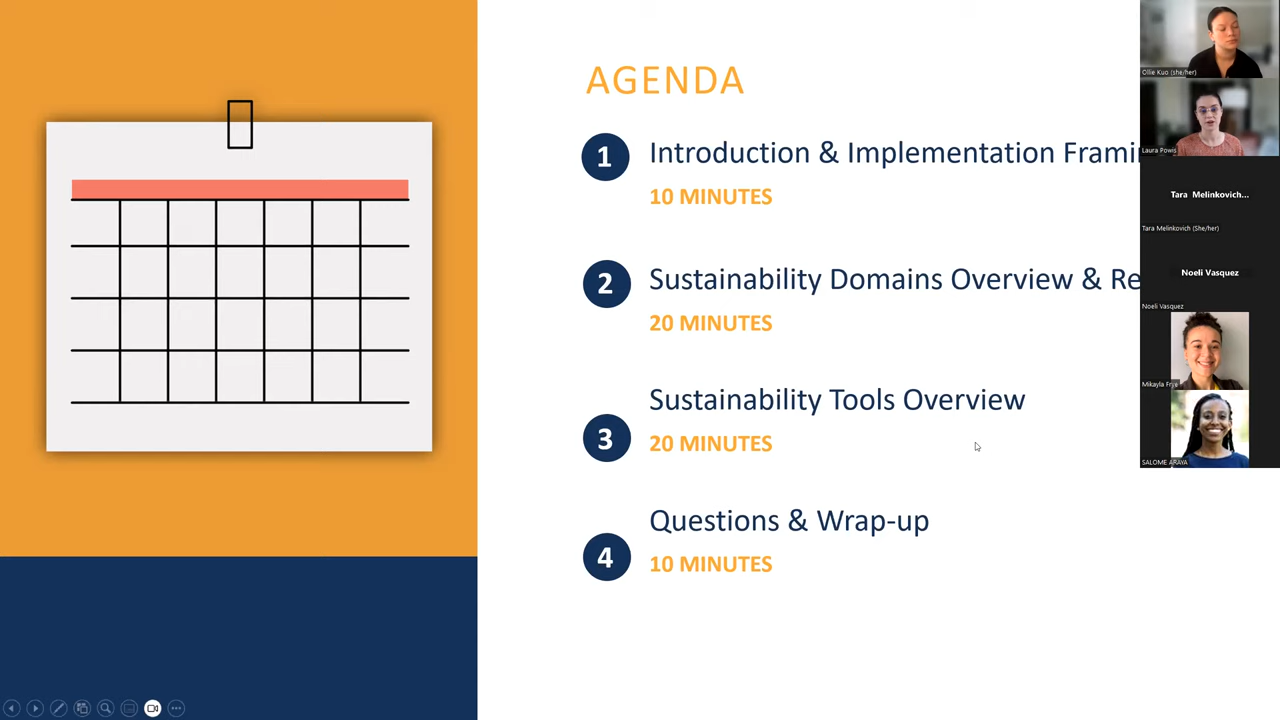 AGENDA
1
Introduction & Implementation
10 MINUTES
2
Sustainability Domains Overview &
20 MINUTES
3
Sustainability Tools Overview
20 MINUTES
4
Questions & Wrap-up
10 MINUTES
Ollie Kuo (she/her)
Laura Powis
Tara Melinkovich...
Tara Melinkovich (She/her)
Noeli Vasquez
Noeli Vasquez
Mikayla Frye
SALOME ARAYA